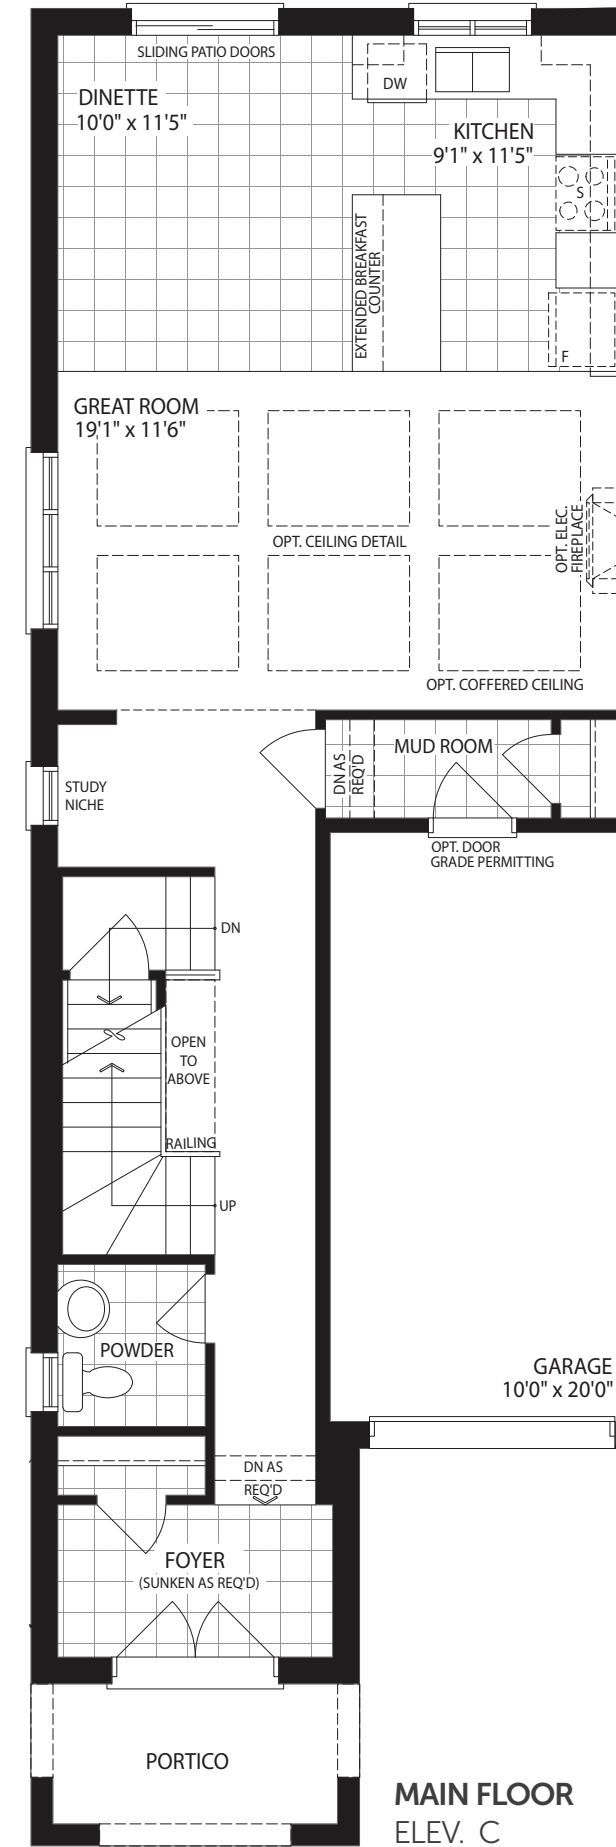 SLIDING PATIO DOORS
DW
DINETTE
10'0" x 11'5"
KITCHEN
9'1" x 11'5"
S
EXTENDED BREAKFAST
COUNTER
F
GREAT ROOM
19'1" x 11'6"
OPT. CEILING DETAIL
OPT. ELEC.
FIREPLACE
OPT. COFFERED CEILING
MUD ROOM
DN AS
REQ'D
STUDY
NICHE
OPT. DOOR
GRADE PERMITTING
DN
OPEN
TO
ABOVE
RAILING
UP
POWDER
GARAGE
10'0" x 20'0"
DN AS
REQ'D
FOYER
(SUNKEN AS REQ'D)
PORTICO
MAIN FLOOR
ELEV. C